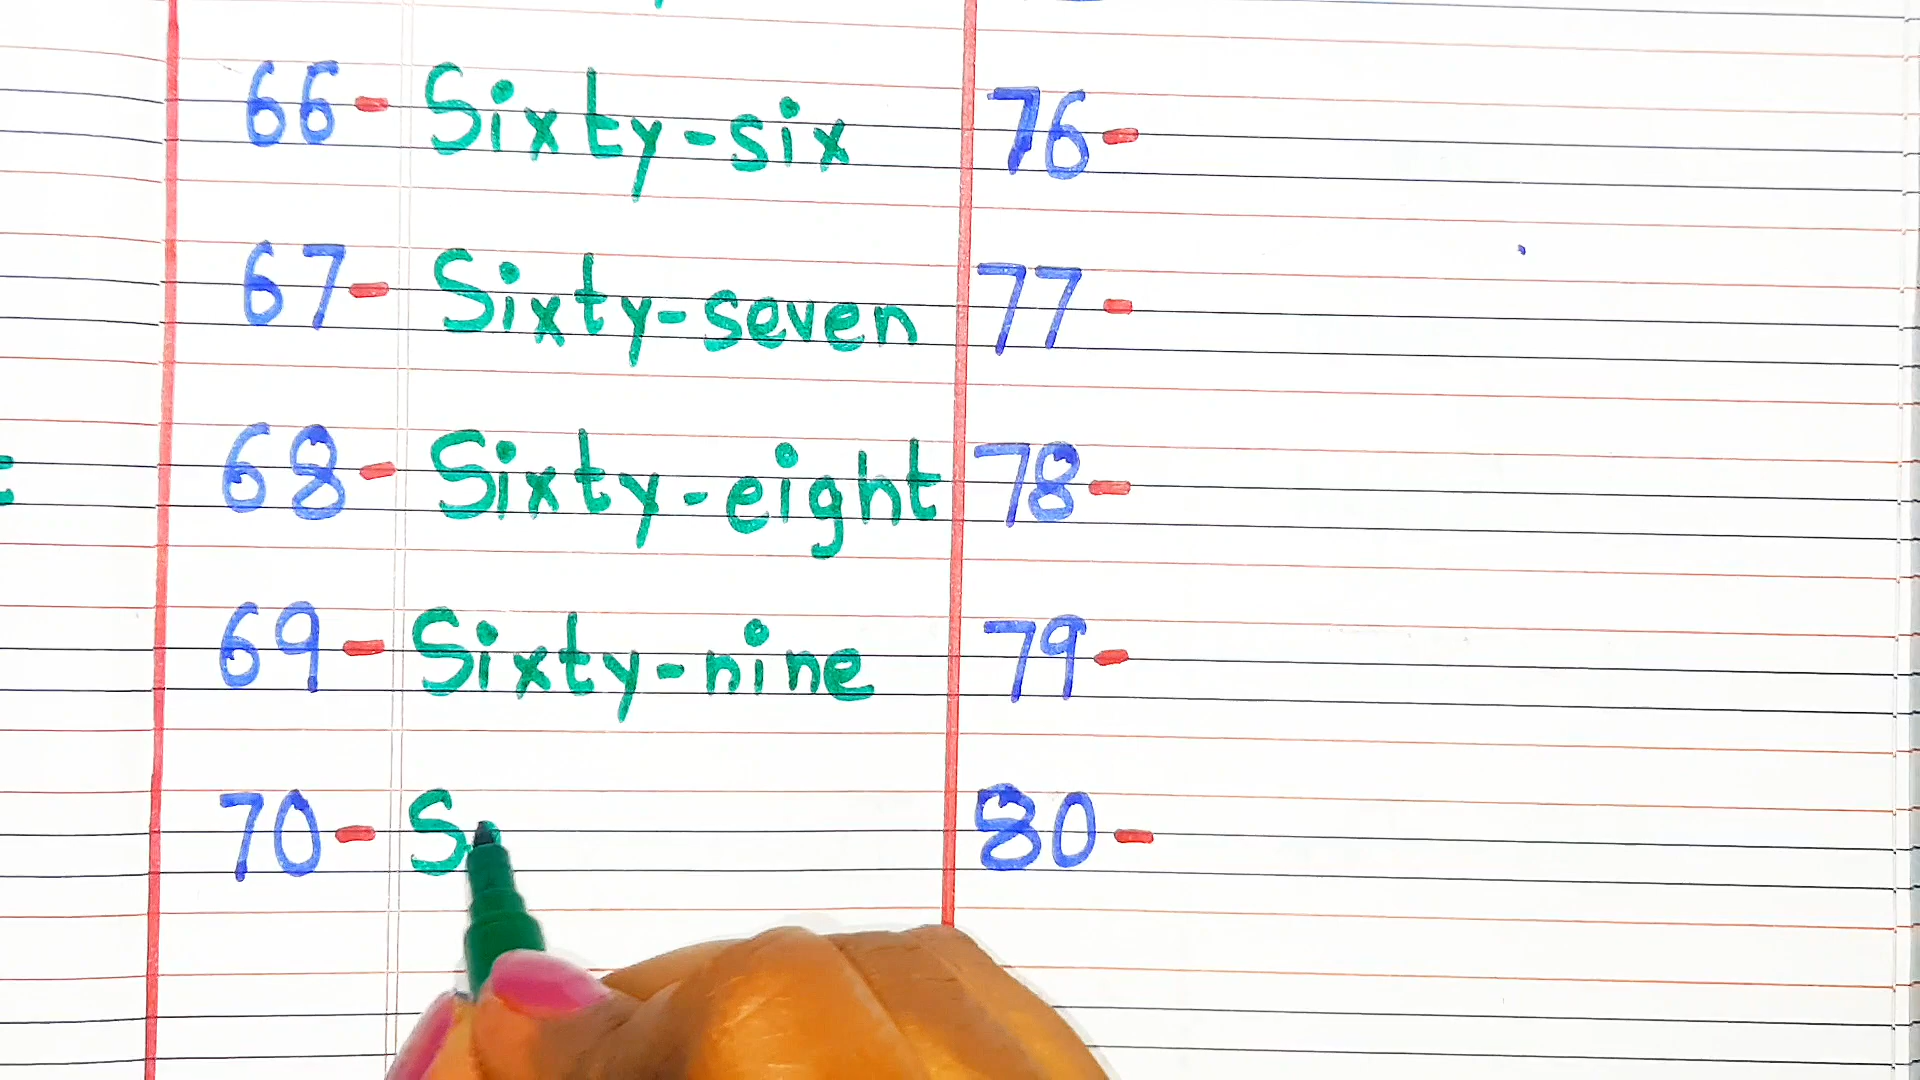 66- Sixty-six
67- Sixty-seven
68- Sixty-eight
69- Sixty-nine
70- S
76-
77-
78-
79-
80-